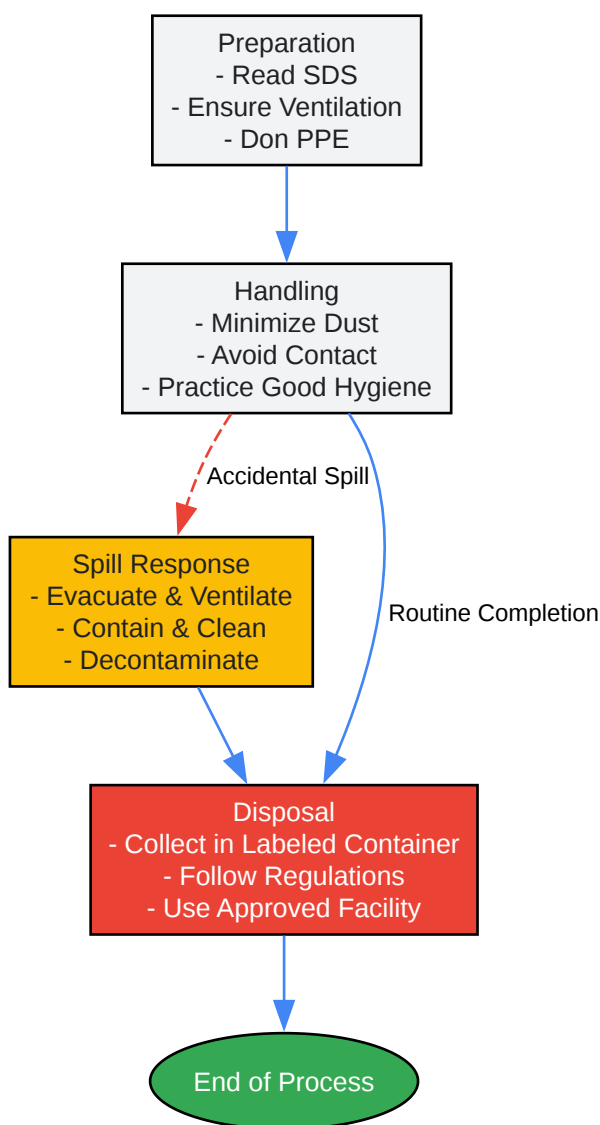 Preparation
- Read SDS
- Ensure Ventilation
- Don PPE
Handling
- Minimize Dust
- Avoid Contact
- Practice Good Hygiene
Accidental Spill
Spill Response
- Evacuate & Ventilate
- Contain & Clean
- Decontaminate
Routine Completion
Disposal
- Collect in Labeled Container
- Follow Regulations
- Use Approved Facility
End of Process